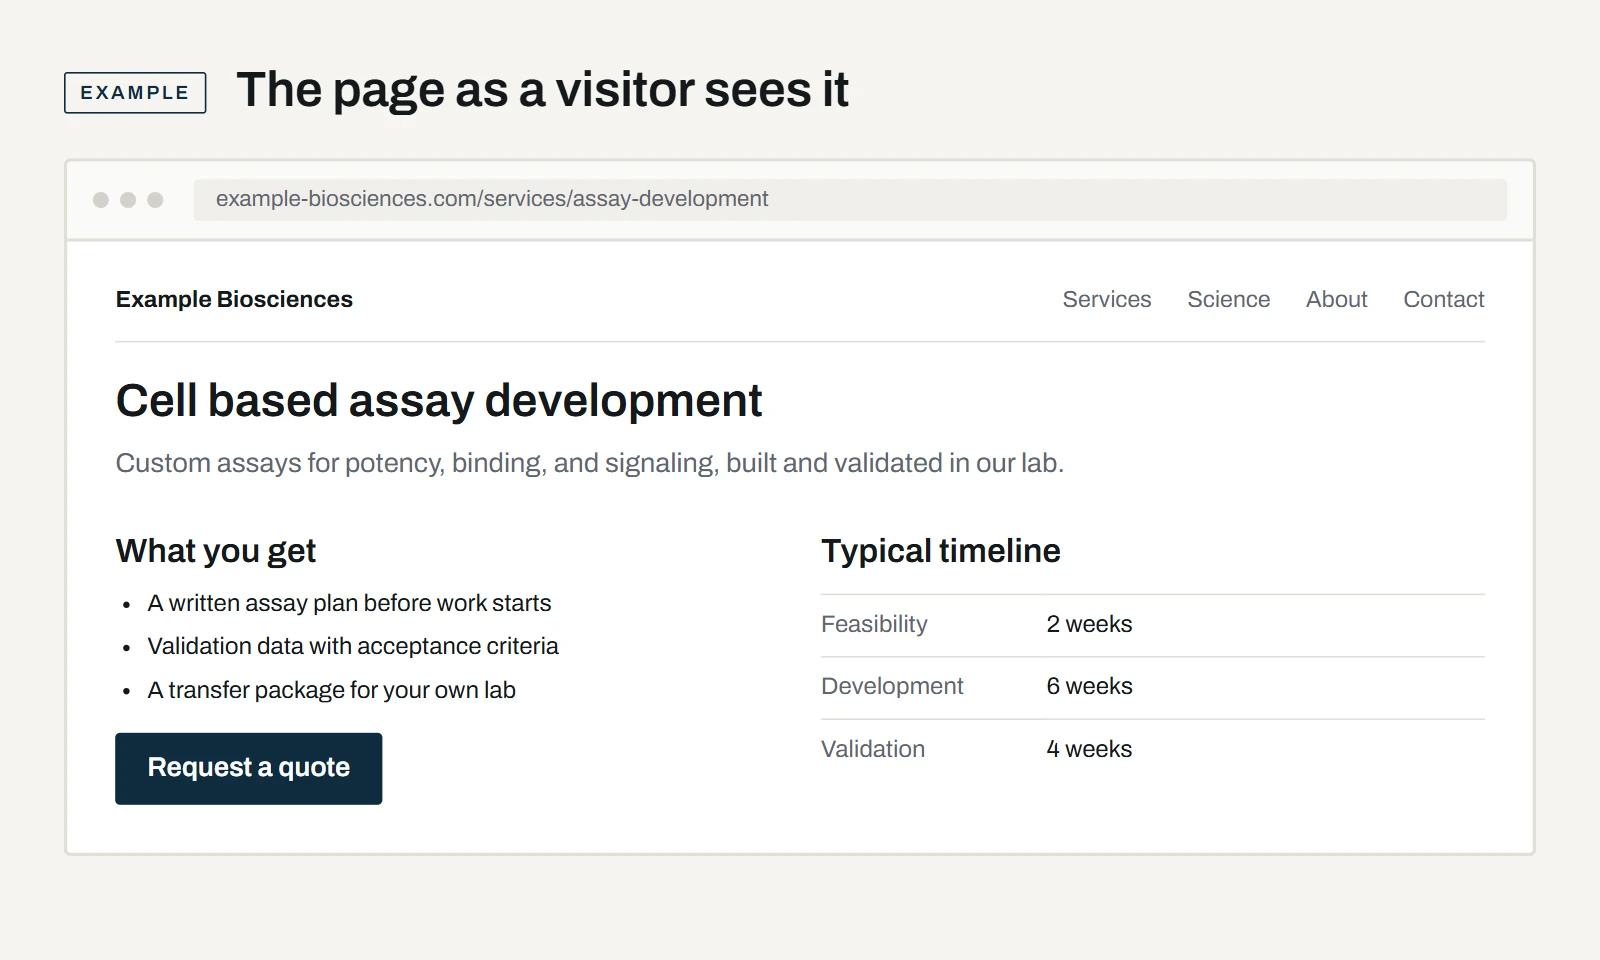 EXAMPLE
The page as a visitor sees it
example-biosciences.com/services/assay-development
Example Biosciences
Services Science About Contact
Cell based assay development
Custom assays for potency, binding, and signaling, built and validated in our lab.
What you get
• A written assay plan before work starts
• Validation data with acceptance criteria
• A transfer package for your own lab
Request a quote
Typical timeline
Feasibility 2 weeks
Development 6 weeks
Validation 4 weeks